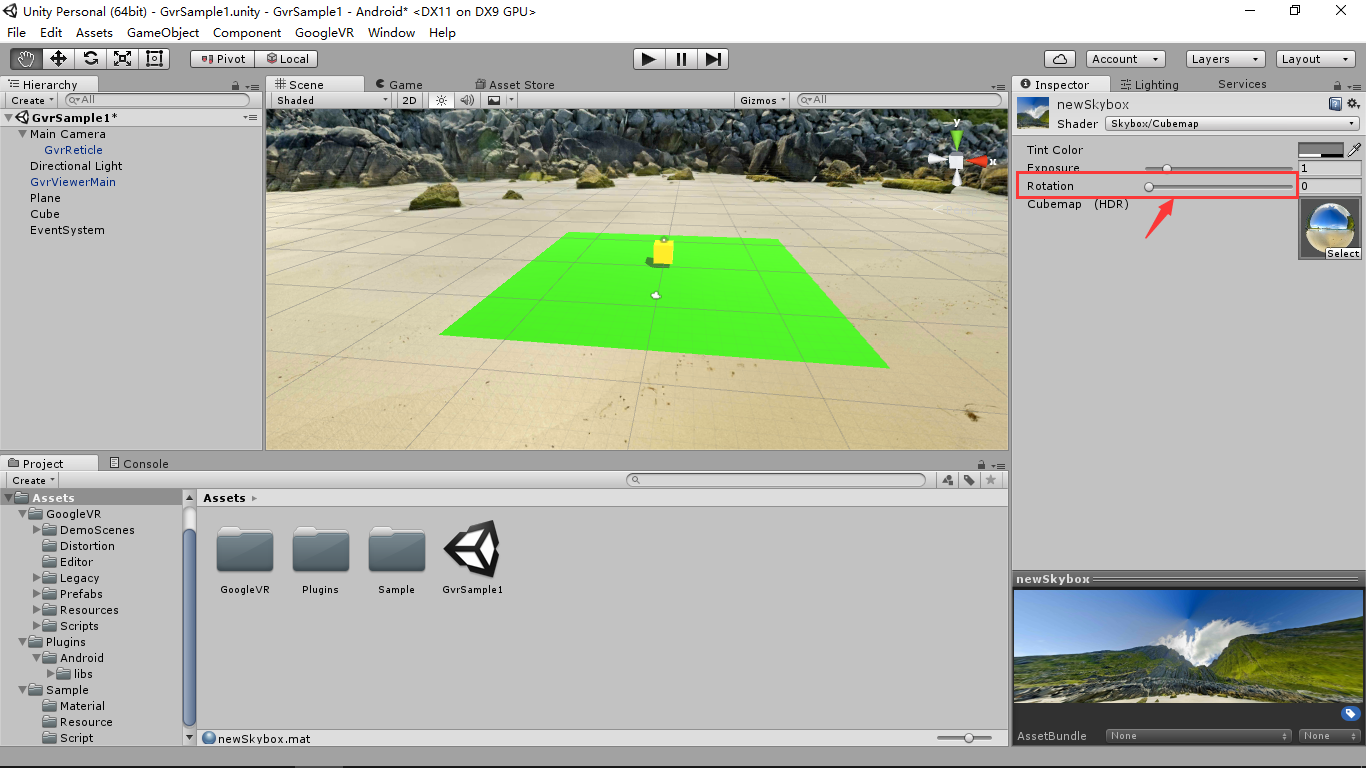 Unity Personal (64bit) - GvrSample1.unity - GvrSample1 - Android* <DX11 on DX9 GPU>
File Edit Assets GameObject Component GoogleVR Window Help
Pivot Local Account Layers Layout
Hierarchy
Create All
GvrSample1*
Main Camera
GvrReticle
Directional Light
GvrViewerMain
Plane
Cube
EventSystem
Scene Game Asset Store
Shaded 2D Gizmos All
y
x
Inspector Lighting Services
newSkybox
Shader Skybox/Cubemap
Tint Color
Exposure 1
Rotation 0
Cubemap (HDR)
Select
Project Console
Create
Assets
GoogleVR
DemoScenes
Distortion
Editor
Legacy
Prefabs
Resources
Scripts
Plugins
Android
libs
Sample
Material
Resource
Script
Assets
GoogleVR Plugins Sample GvrSample1
newSkybox.mat
newSkybox
AssetBundle None None